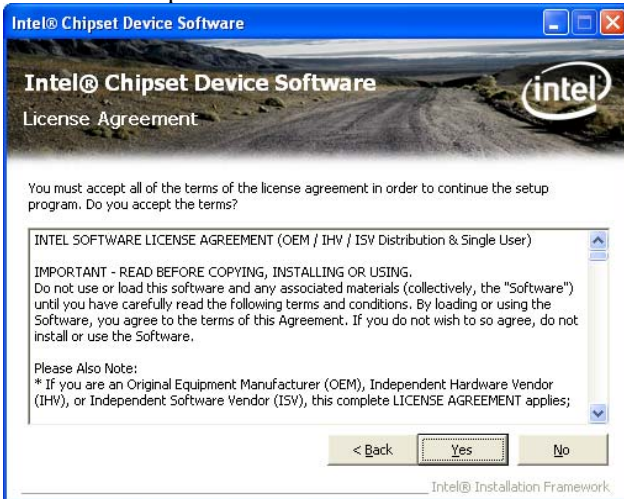 Intel® Chipset Device Software
Intel® Chipset Device Software
intel®
License Agreement
You must accept all of the terms of the license agreement in order to continue the setup
program. Do you accept the terms?
INTEL SOFTWARE LICENSE AGREEMENT (OEM / IHV / ISV Distribution & Single User)
IMPORTANT - READ BEFORE COPYING, INSTALLING OR USING.
Do not use or load this software and any associated materials (collectively, the "Software")
until you have carefully read the following terms and conditions. By loading or using the
Software, you agree to the terms of this Agreement. If you do not wish to so agree, do not
install or use the Software.
Please Also Note:
* If you are an Original Equipment Manufacturer (OEM), Independent Hardware Vendor
(IHV), or Independent Software Vendor (ISV), this complete LICENSE AGREEMENT applies;
< Back Yes No
Intel® Installation Framework